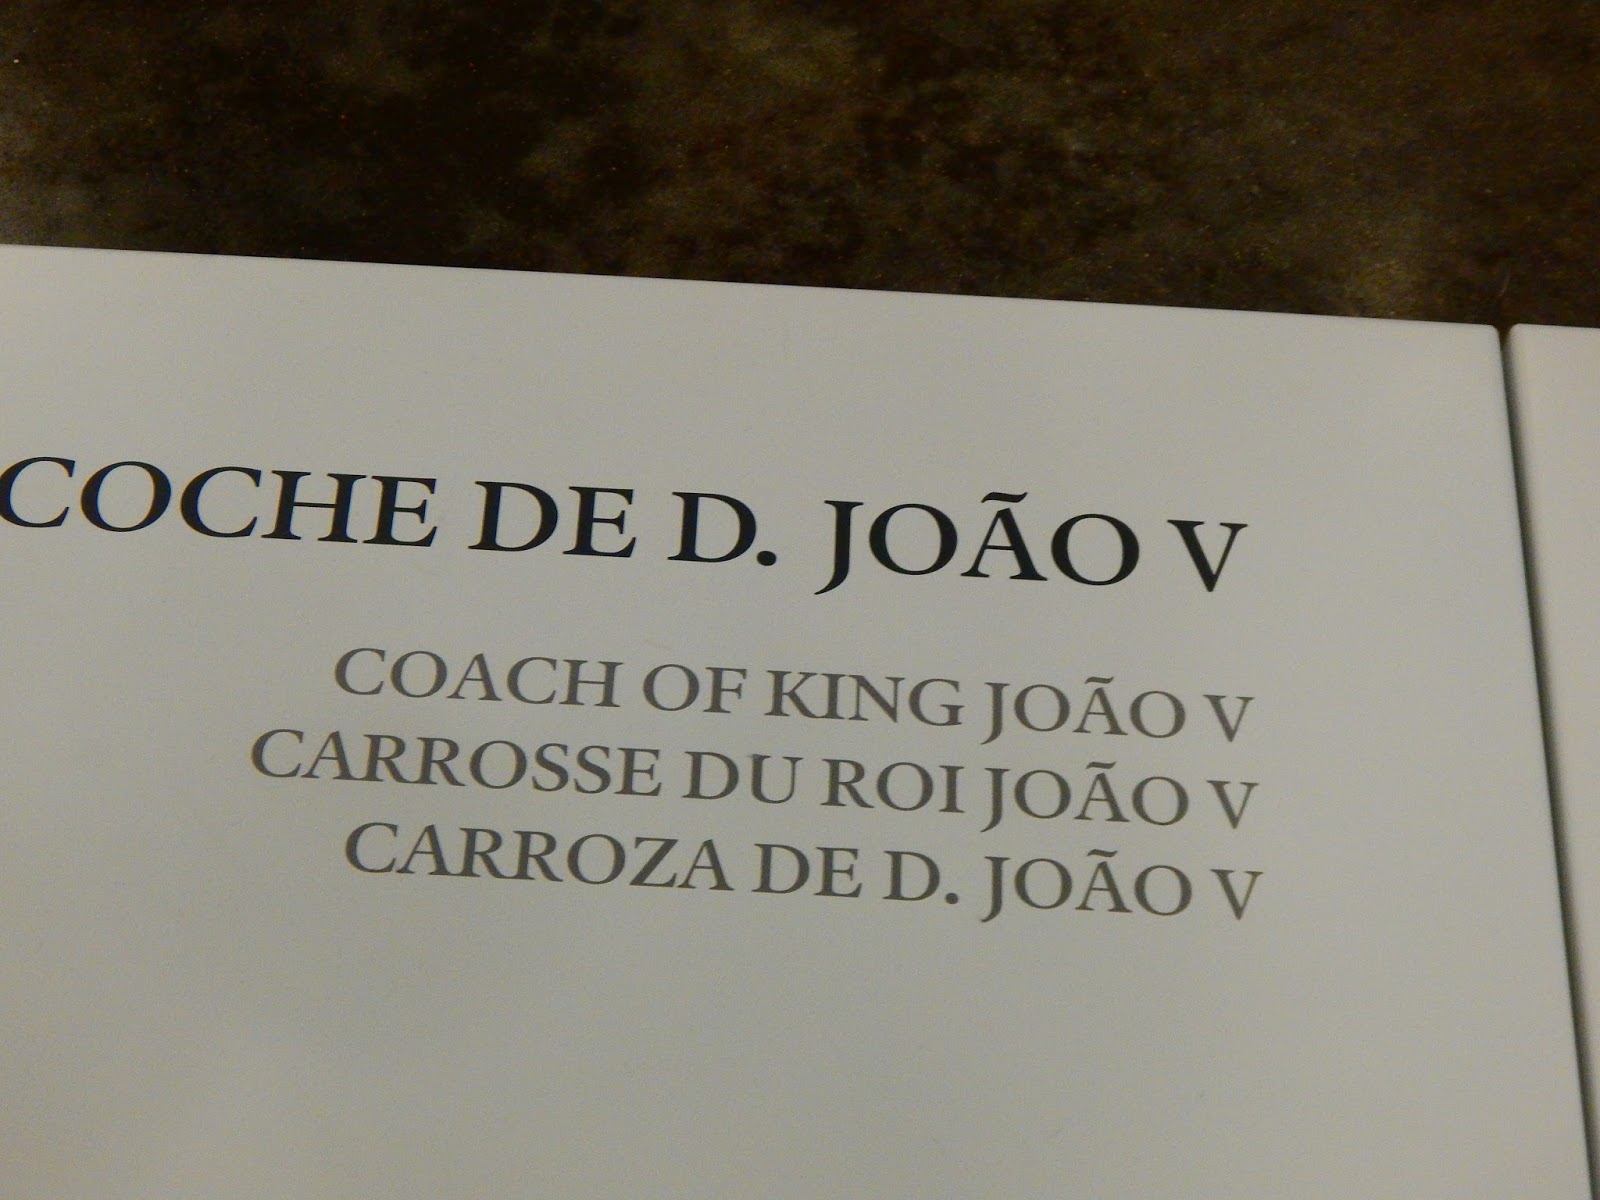 COCHE DE D. JOÃO V
COACH OF KING JOÃO V
CARROSSE DU ROI JOÃO V
CARROZA DE D. JOÃO V